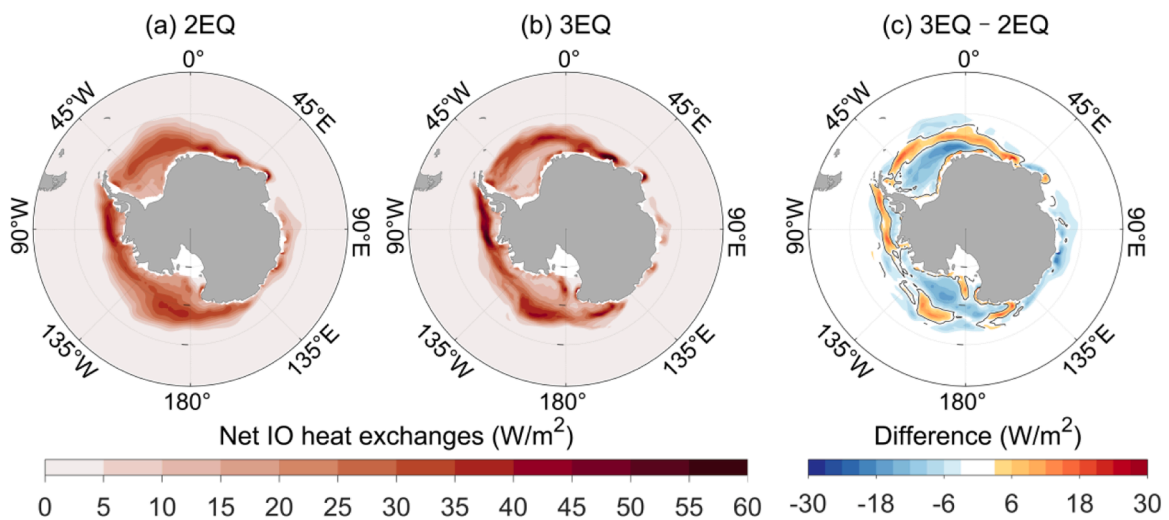 (a) 2EQ
(b) 3EQ
(c) 3EQ − 2EQ
0° 0° 0°
45°W 45°E 45°W 45°E 45°W 45°E
90°W 90°E 90°W 90°E 90°W 90°E
135°W 135°E 135°W 135°E 135°W 135°E
180° 180° 180°
Net IO heat exchanges (W/m²)
Difference (W/m²)
0 5 10 15 20 25 30 35 40 45 50 55 60
-30 -18 -6 6 18 30